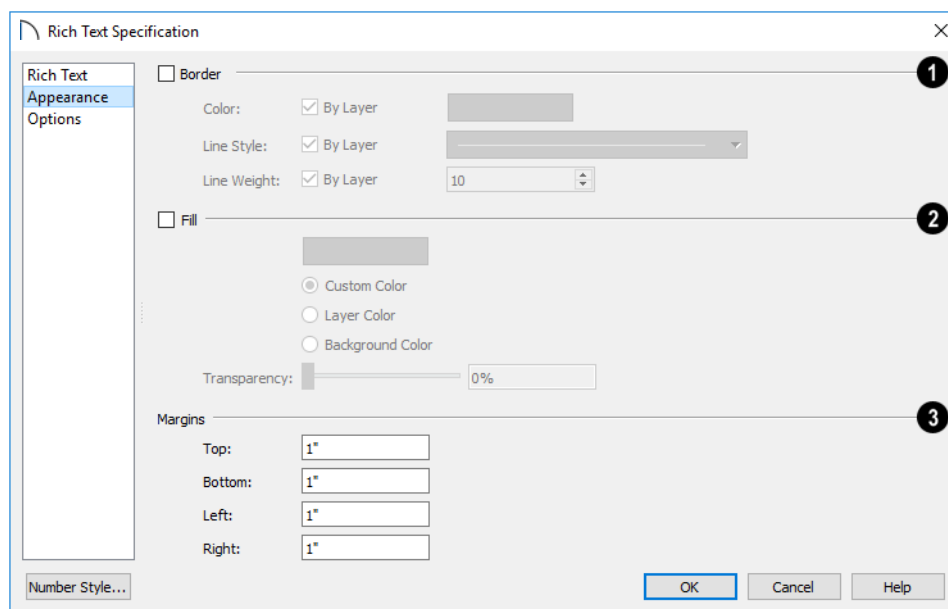 Rich Text Specification
Rich Text
Appearance
Options
Border
1
Color:
By Layer
Line Style:
By Layer
Line Weight:
By Layer
10
Fill
2
Custom Color
Layer Color
Background Color
Transparency:
0%
Margins
3
Top:
1"
Bottom:
1"
Left:
1"
Right:
1"
Number Style...
OK
Cancel
Help